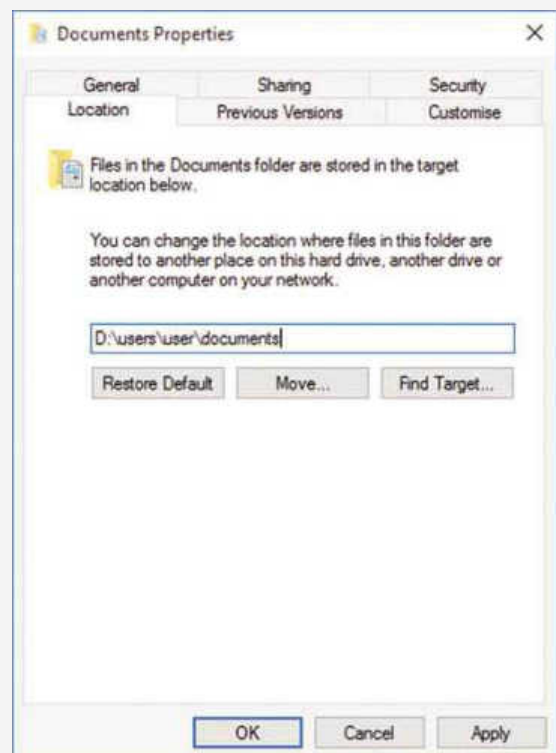 Documents Properties
General Sharing Security
Location Previous Versions Customise
Files in the Documents folder are stored in the target
location below.
You can change the location where files in this folder are
stored to another place on this hard drive, another drive or
another computer on your network.
D:\users\user\documents
Restore Default Move... Find Target...
OK Cancel Apply